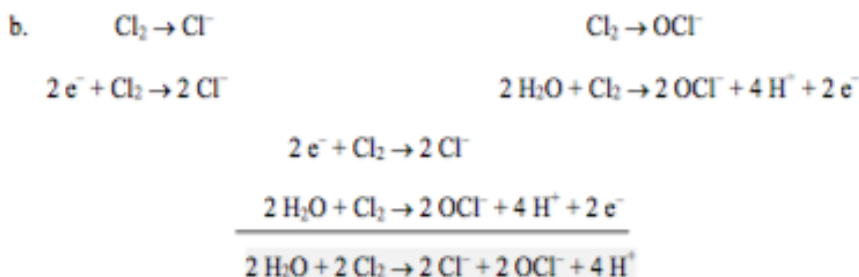 b. Cl₂ → Cl⁻ Cl₂ → OCl⁻
2 e⁻ + Cl₂ → 2 Cl⁻ 2 H₂O + Cl₂ → 2 OCl⁻ + 4 H⁺ + 2 e⁻
2 e⁻ + Cl₂ → 2 Cl⁻
2 H₂O + Cl₂ → 2 OCl⁻ + 4 H⁺ + 2 e⁻
2 H₂O + 2 Cl₂ → 2 Cl⁻ + 2 OCl⁻ + 4 H⁺